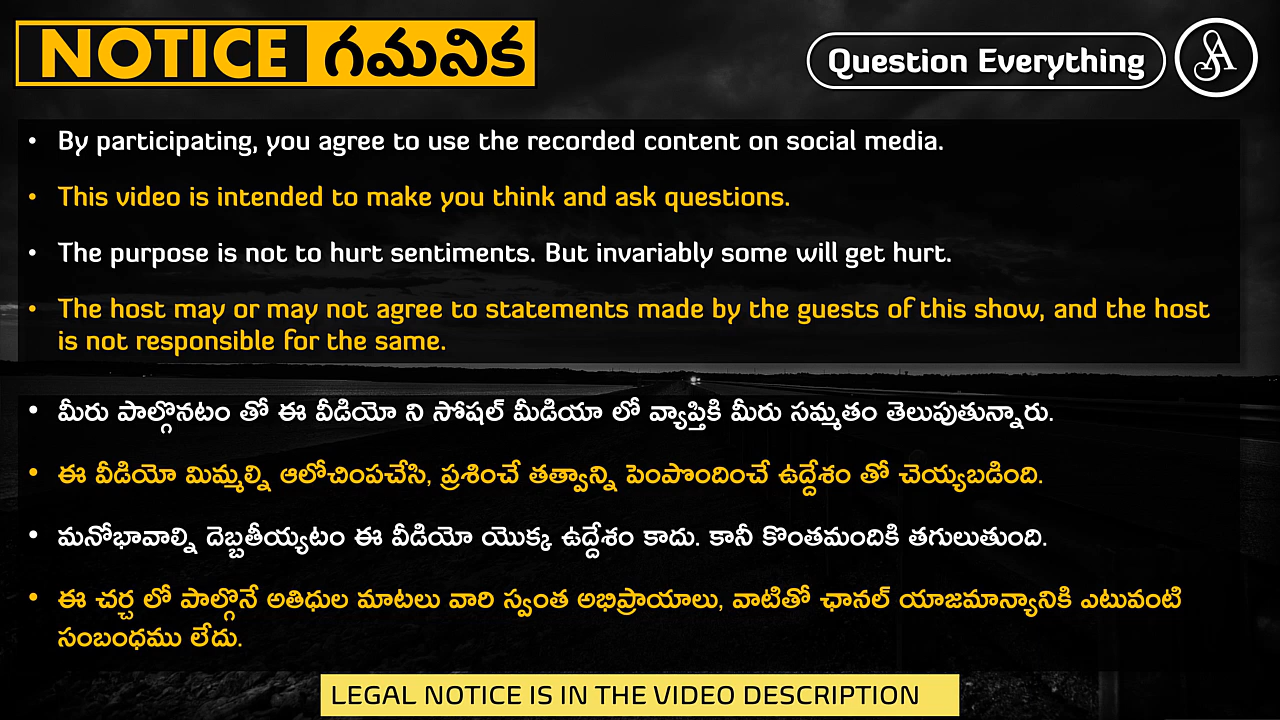 NOTICE గమనిక
Question Everything
• By participating, you agree to use the recorded content on social media.
• This video is intended to make you think and ask questions.
• The purpose is not to hurt sentiments. But invariably some will get hurt.
• The host may or may not agree to statements made by the guests of this show, and the host
is not responsible for the same.
• మీరు పాల్గొనటం తో ఈ వీడియో ని సోషల్ మీడియా లో వ్యాప్తికి మీరు సమ్మతం తెలుపుతున్నారు.
• ఈ వీడియో మిమ్మల్ని ఆలోచింపచేసి, ప్రశించే తత్వాన్ని పెంపొందించే ఉద్దేశం తో చెయ్యబడింది.
• మనోభావాల్ని దెబ్బతీయ్యటం ఈ వీడియో యొక్క ఉద్దేశం కాదు. కానీ కొంతమందికి తగులుతుంది.
• ఈ చర్చ లో పాల్గొనే అతిధుల మాటలు వారి స్వంత అభిప్రాయాలు, వాటితో ఛానల్ యాజమాన్యానికి ఎటువంటి
సంబంధము లేదు.
LEGAL NOTICE IS IN THE VIDEO DESCRIPTION